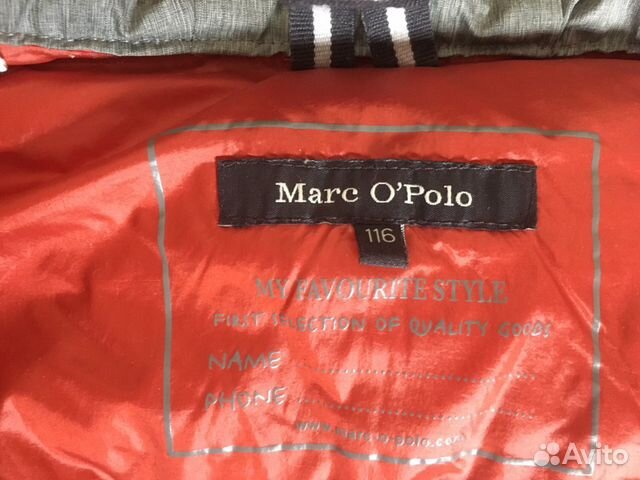 Marc O'Polo
116
MY FAVOURITE STYLE
FIRST SELECTION OF QUALITY GOODS
NAME
PHONE
www.marc-o-polo.com
Avito